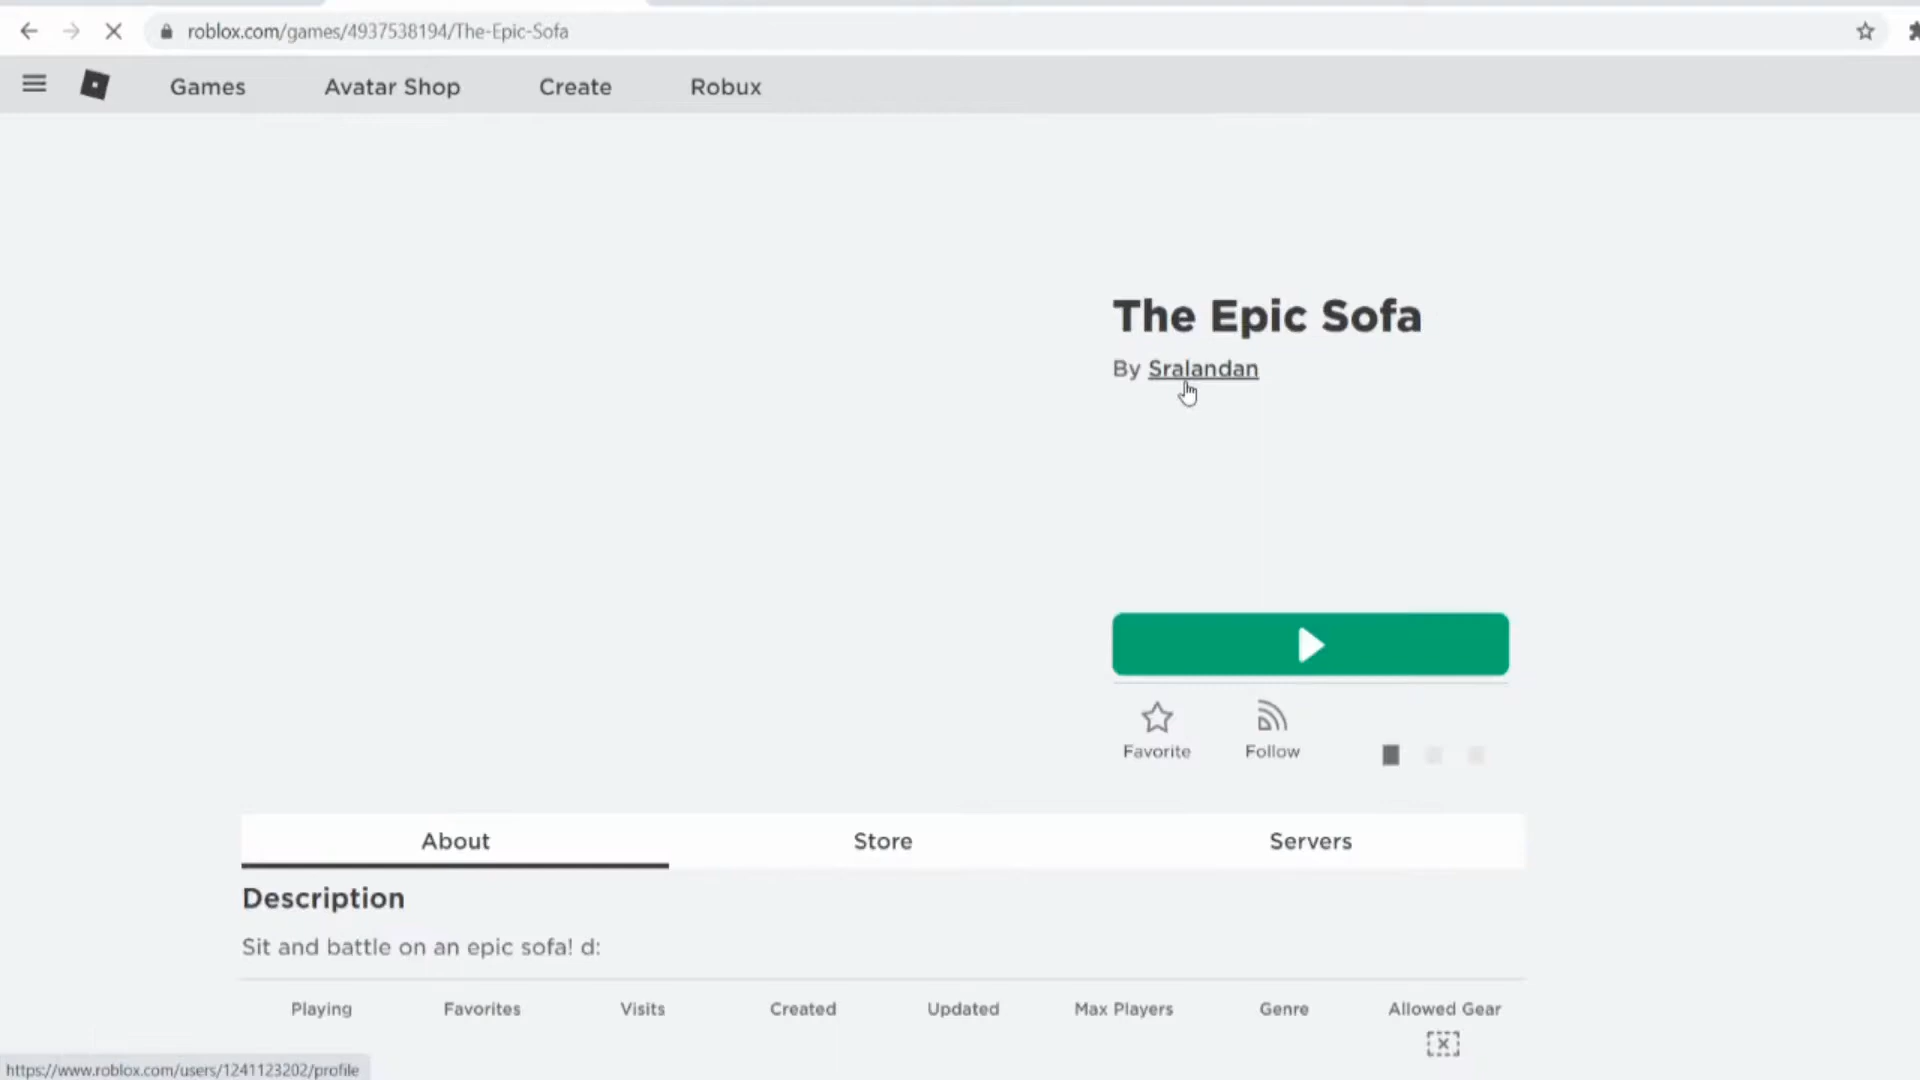 roblox.com/games/4937538194/The-Epic-Sofa
Games Avatar Shop Create Robux
The Epic Sofa
By Sralandan
Favorite Follow
About Store Servers
Description
Sit and battle on an epic sofa! d:
Playing Favorites Visits Created Updated Max Players Genre Allowed Gear
https://www.roblox.com/users/1241123202/profile